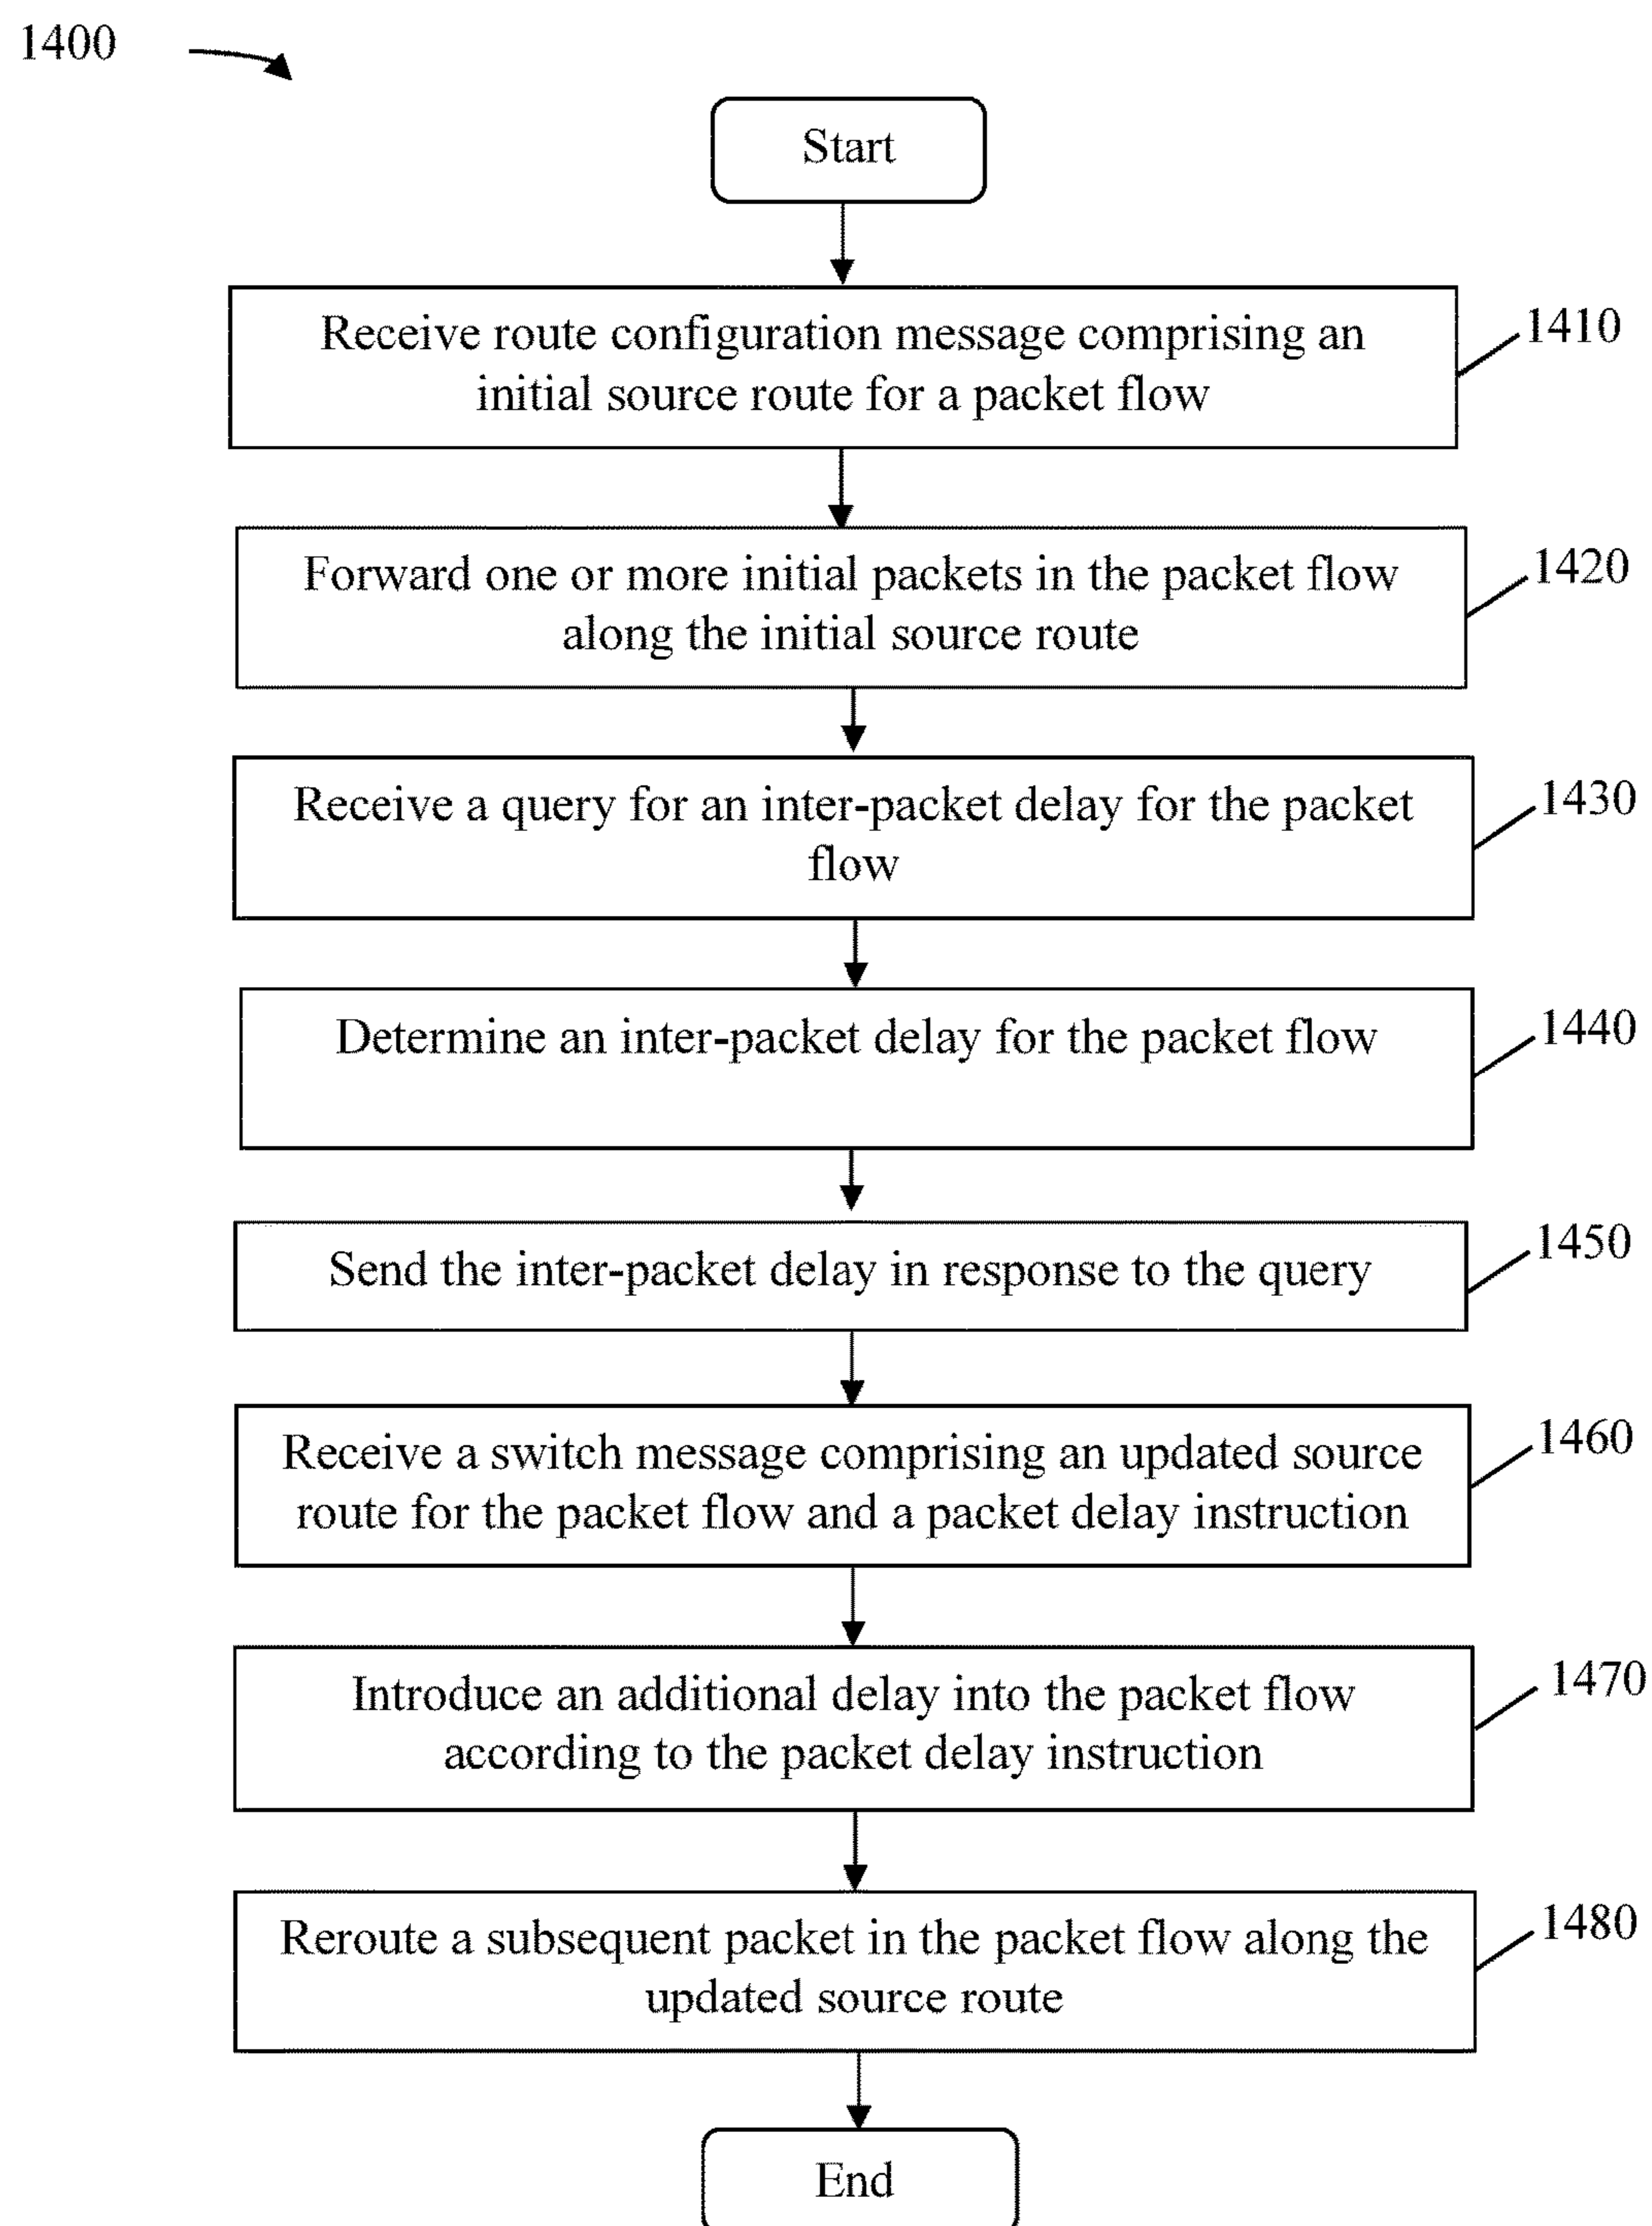 1400
Start
Receive route configuration message comprising an
initial source route for a packet flow
1410
Forward one or more initial packets in the packet flow
along the initial source route
1420
Receive a query for an inter-packet delay for the packet
flow
1430
Determine an inter-packet delay for the packet flow
1440
Send the inter-packet delay in response to the query
1450
Receive a switch message comprising an updated source
route for the packet flow and a packet delay instruction
1460
Introduce an additional delay into the packet flow
according to the packet delay instruction
1470
Reroute a subsequent packet in the packet flow along the
updated source route
1480
End